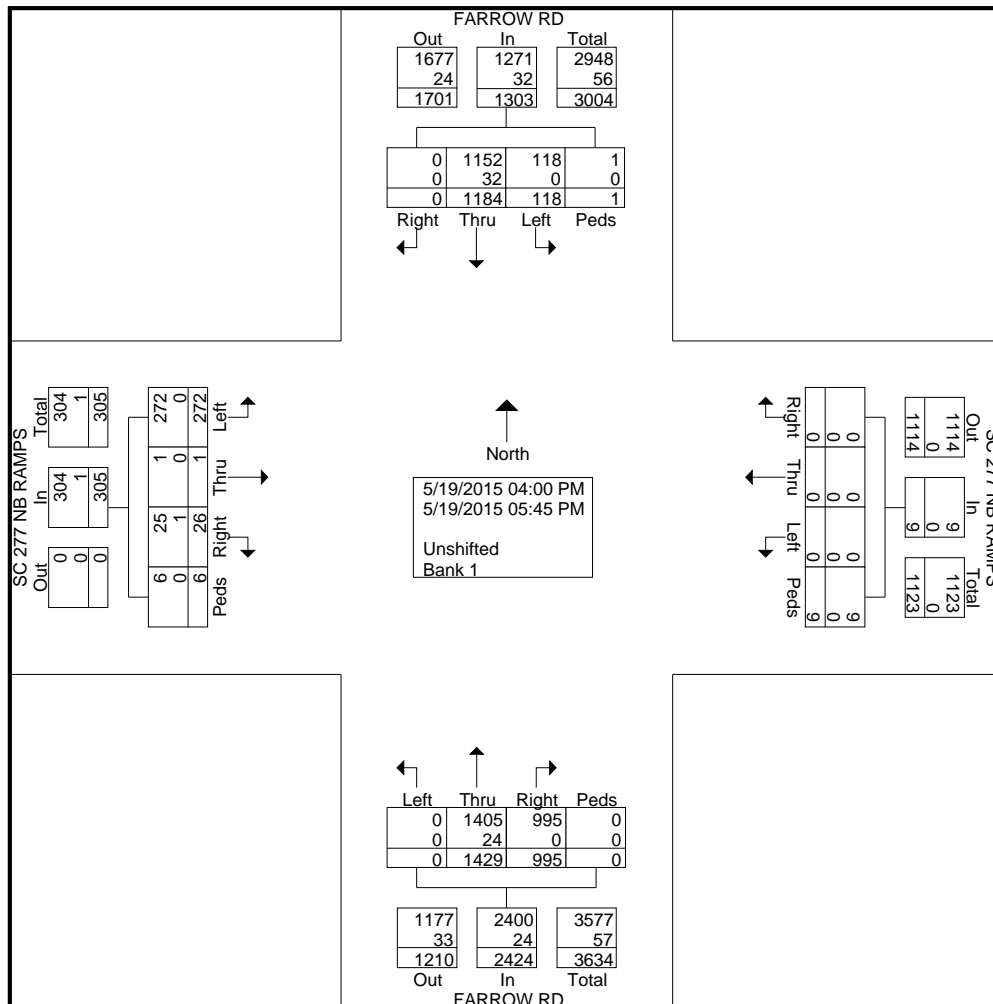 FARROW RD
Out In Total
1677 1271 2948
24 32 56
1701 1303 3004
0 1152 118 1
0 32 0 0
0 1184 118 1
Right Thru Left Peds
SC 277 NB RAMPS
Total In Out
304 304 0
1 1 0
305 305 0
272 1 25 6
0 0 1 0
272 1 26 6
Left Thru Right Peds
North
5/19/2015 04:00 PM
5/19/2015 05:45 PM
Unshifted
Bank 1
SC 277 NB RAMPS
Out In Total
1114 9 1123
0 0 0
1114 9 1123
0 0 0 9
0 0 0 0
0 0 0 9
Right Thru Left Peds
Left Thru Right Peds
0 1405 995 0
0 24 0 0
0 1429 995 0
1177 2400 3577
33 24 57
1210 2424 3634
Out In Total
FARROW RD